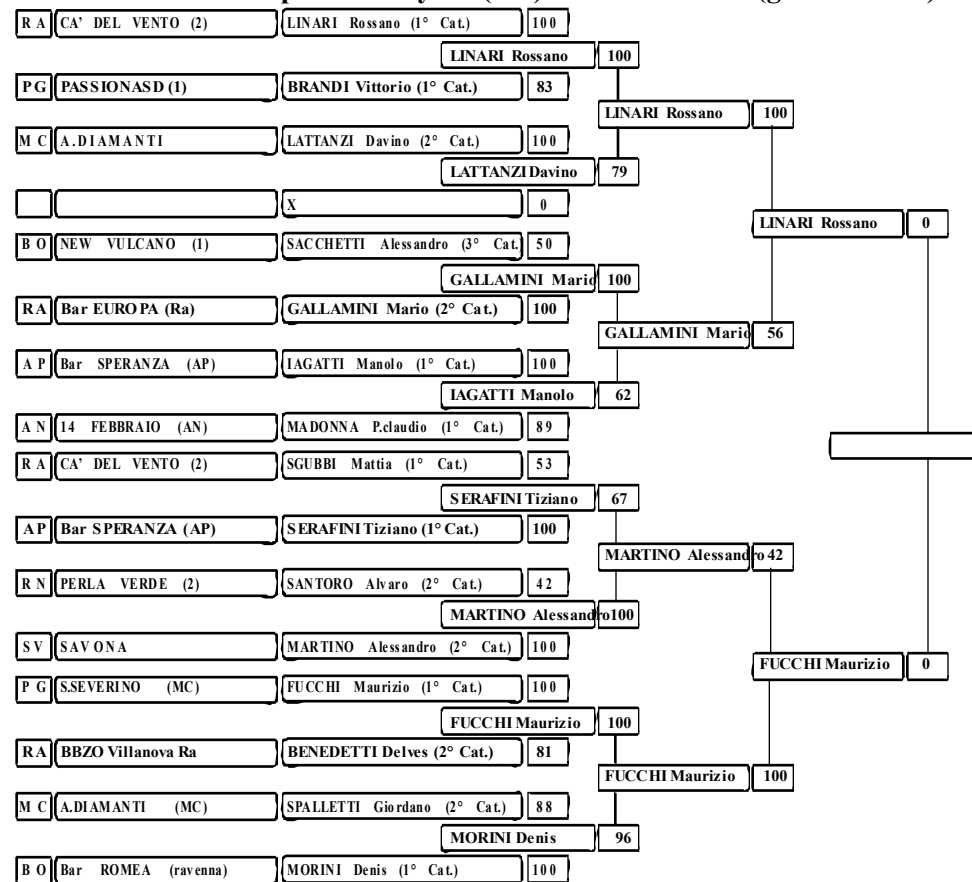 R A CA' DEL VENTO (2) LINARI Rossano (1° Cat.) 100
LINARI Rossano 100
PG PASSIONASD (1) BRANDI Vittorio (1° Cat.) 83
LINARI Rossano 100
M C A.DIAMANTI LATTANZI Davino (2° Cat.) 100
LATTANZI Davino 79
X 0
LINARI Rossano 0
B O NEW VULCANO (1) SACCHETTI Alessandro (3° Cat. 50
GALLAMINI Mario 100
RA Bar EUROPA (Ra) GALLAMINI Mario (2° Cat.) 100
GALLAMINI Mario 56
A P Bar SPERANZA (AP) IAGATTI Manolo (1° Cat.) 100
IAGATTI Manolo 62
A N 14 FEBBRAIO (AN) MADONNA P.claudio (1° Cat.) 89
R A CA' DEL VENTO (2) SGUBBI Mattia (1° Cat.) 53
SERAFINI Tiziano 67
AP Bar SPERANZA (AP) SERAFINI Tiziano (1° Cat.) 100
MARTINO Alessandro 42
R N PERLA VERDE (2) SANTORO Alvaro (2° Cat.) 42
MARTINO Alessandro 100
S V SAVONA MARTINO Alessandro (2° Cat.) 100
FUCCHI Maurizio 0
P G S.SEVERINO (MC) FUCCHI Maurizio (1° Cat.) 100
FUCCHI Maurizio 100
RA BBZO Villanova Ra BENEDETTI Delves (2° Cat.) 81
FUCCHI Maurizio 100
M C A.DIAMANTI (MC) SPALLETTI Giordano (2° Cat.) 88
MORINI Denis 96
B O Bar ROMEA (ravenna) MORINI Denis (1° Cat.) 100